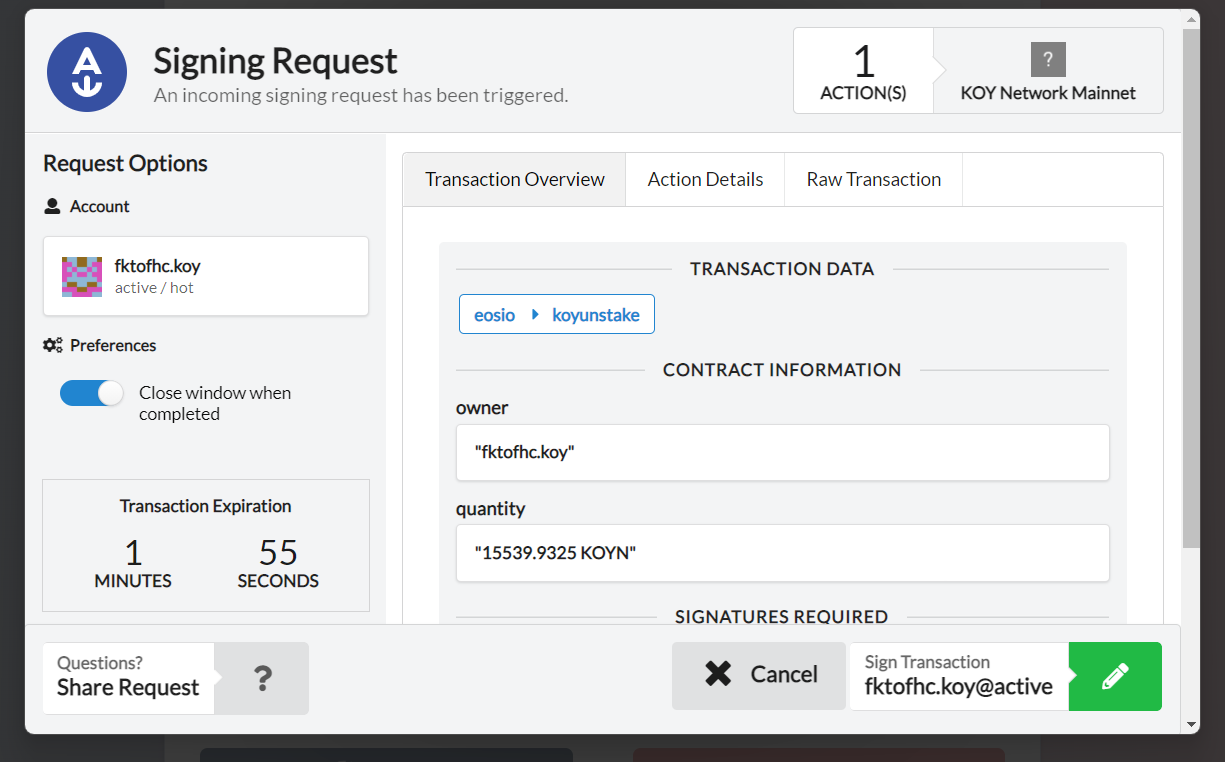 Signing Request
An incoming signing request has been triggered.
1
ACTION(S)
?
KOY Network Mainnet
Request Options
Account
fktofhc.koy
active / hot
Preferences
Close window when
completed
Transaction Expiration
1
MINUTES
55
SECONDS
Transaction Overview
Action Details
Raw Transaction
TRANSACTION DATA
eosio
koyunstake
CONTRACT INFORMATION
owner
"fktofhc.koy"
quantity
"15539.9325 KOYN"
SIGNATURES REQUIRED
Questions?
Share Request
?
Cancel
Sign Transaction
fktofhc.koy@active